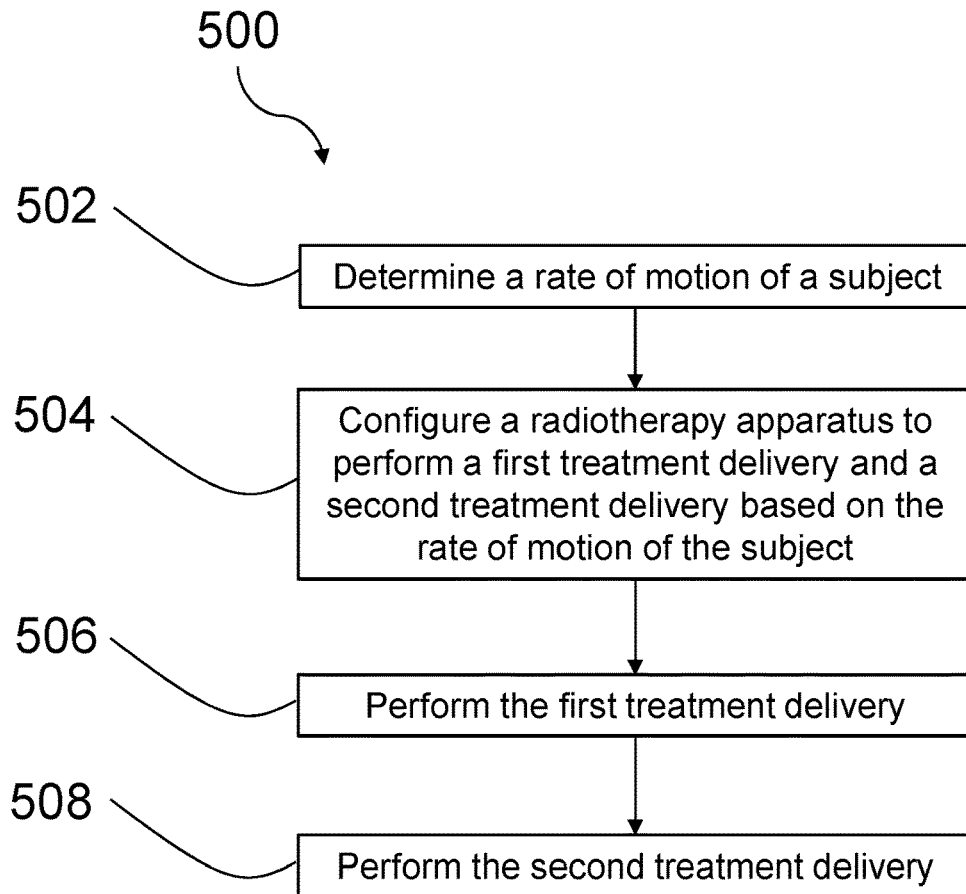 500
502
Determine a rate of motion of a subject
504
Configure a radiotherapy apparatus to
perform a first treatment delivery and a
second treatment delivery based on the
rate of motion of the subject
506
Perform the first treatment delivery
508
Perform the second treatment delivery